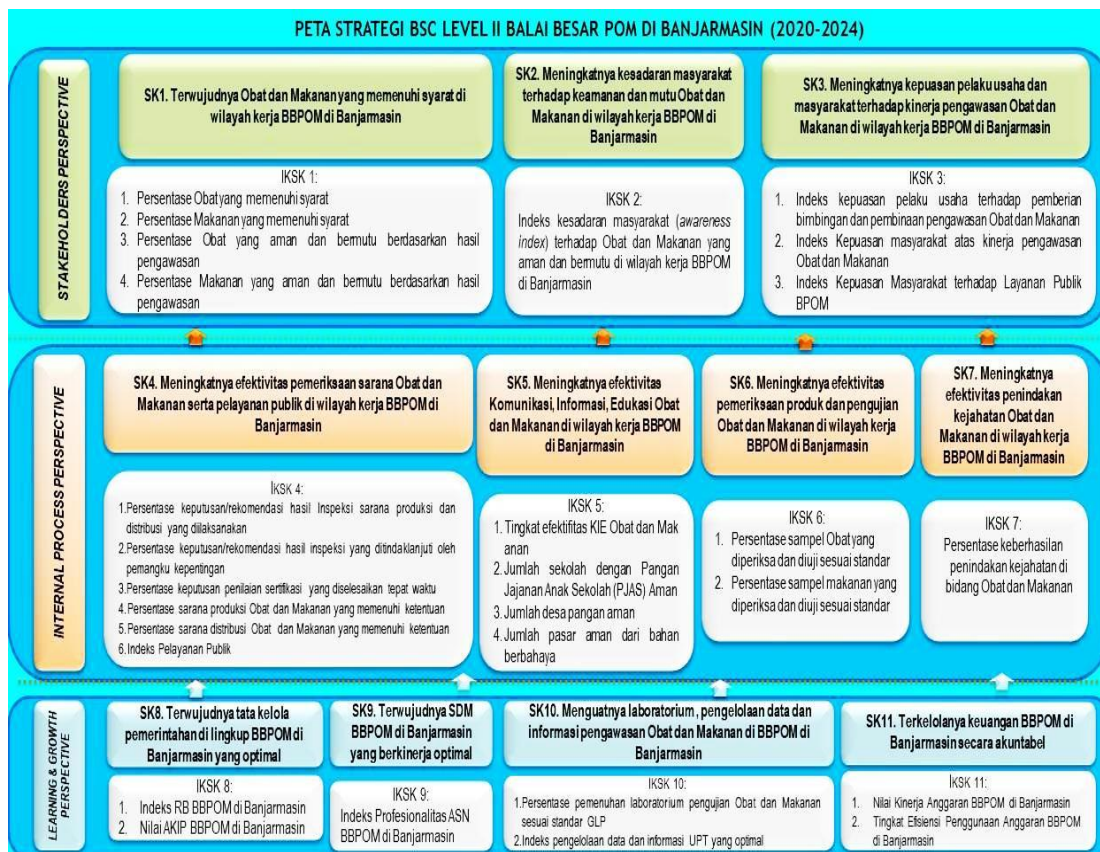 PETA STRATEGI BSC LEVEL II BALAI BESAR POM DI BANJARMASIN (2020-2024)
STAKEHOLDERS PERSPECTIVE
SK1. Terwujudnya Obat dan Makanan yang memenuhi syarat di
wilayah kerja BBPOM di Banjarmasin
IKSK 1:
1. Persentase Obat yang memenuhi syarat
2. Persentase Makanan yang memenuhi syarat
3. Persentase Obat yang aman dan bermutu berdasarkan hasil
pengawasan
4. Persentase Makanan yang aman dan bermutu berdasarkan hasil
pengawasan
SK2. Meningkatnya kesadaran masyarakat
terhadap keamanan dan mutu Obat dan
Makanan di wilayah kerja BBPOM di
Banjarmasin
IKSK 2:
Indeks kesadaran masyarakat (awareness
index) terhadap Obat dan Makanan yang
aman dan bermutu di wilayah kerja BBPOM
di Banjarmasin
SK3. Meningkatnya kepuasan pelaku usaha dan
masyarakat terhadap kinerja pengawasan Obat dan
Makanan di wilayah kerja BBPOM di Banjarmasin
IKSK 3:
1. Indeks kepuasan pelaku usaha terhadap pemberian
bimbingan dan pembinaan pengawasan Obat dan Makanan
2. Indeks Kepuasan masyarakat atas kinerja pengawasan
Obat dan Makanan
3. Indeks Kepuasan Masyarakat terhadap Layanan Publik
BPOM
INTERNAL PROCESS PERSPECTIVE
SK4. Meningkatnya efektivitas pemeriksaan sarana Obat dan
Makanan serta pelayanan publik di wilayah kerja BBPOM di
Banjarmasin
IKSK 4:
1.Persentase keputusan/rekomendasi hasil Inspeksi sarana produksi dan
distribusi yang diilaksanakan
2.Persentase keputusan/rekomendasi hasil inspeksi yang ditindaklanjuti oleh
pemangku kepentingan
3.Persentase keputusan penilaian sertifikasi yang diselesaikan tepat waktu
4.Persentase sarana produksi Obat dan Makanan yang memenuhi ketentuan
5.Persentase sarana distribusi Obat dan Makanan yang memenuhi ketentuan
6.Indeks Pelayanan Publik
SK5. Meningkatnya efektivitas
Komunikasi, Informasi, Edukasi Obat
dan Makanan di wilayah kerja BBPOM
di Banjarmasin
IKSK 5:
1. Tingkat efektifitas KIE Obat dan Mak
anan
2. Jumlah sekolah dengan Pangan
Jajanan Anak Sekolah (PJAS) Aman
3. Jumlah desa pangan aman
4. Jumlah pasar aman dari bahan
berbahaya
SK6. Meningkatnya efektivitas
pemeriksaan produk dan pengujian
Obat dan Makanan di wilayah kerja
BBPOM di Banjarmasin
IKSK 6:
1. Persentase sampel Obat yang
diperiksa dan diuji sesuai standar
2. Persentase sampel makanan yang
diperiksa dan diuji sesuai standar
SK7. Meningkatnya
efektivitas penindakan
kejahatan Obat dan
Makanan di wilayah kerja
BBPOM di Banjarmasin
IKSK 7:
Persentase keberhasilan
penindakan kejahatan di
bidang Obat dan Makanan
LEARNING & GROWTH
PERSPECTIVE
SK8. Terwujudnya tata kelola
pemerintahan di lingkup BBPOM di
Banjarmasin yang optimal
IKSK 8:
1. Indeks RB BBPOM di Banjarmasin
2. Nilai AKIP BBPOM di Banjarmasin
SK9. Terwujudnya SDM
BBPOM di Banjarmasin
yang berkinerja optimal
IKSK 9:
Indeks Profesionalitas ASN
BBPOM di Banjarmasin
SK10. Menguatnya laboratorium, pengelolaan data dan
informasi pengawasan Obat dan Makanan di BBPOM di
Banjarmasin
IKSK 10:
1.Persentase pemenuhan laboratorium pengujian Obat dan Makanan
sesuai standar GLP
2.Indeks pengelolaan data dan informasi UPT yang optimal
SK11. Terkelolanya keuangan BBPOM di
Banjarmasin secara akuntabel
IKSK 11:
1. Nilai Kinerja Anggaran BBPOM di Banjarmasin
2. Tingkat Efisiensi Penggunaan Anggaran BBPOM
di Banjarmasin